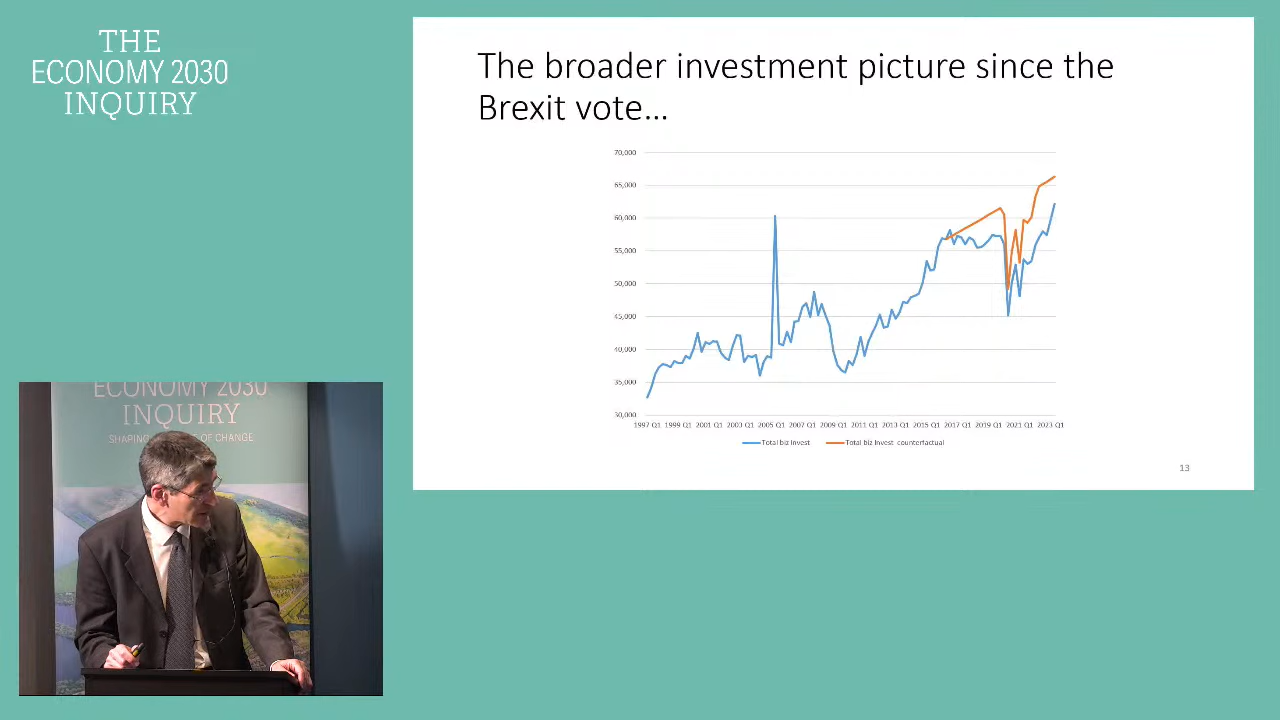 THE
ECONOMY 2030
INQUIRY
The broader investment picture since the
Brexit vote...
70,000
65,000
60,000
55,000
50,000
45,000
40,000
35,000
30,000
1997 Q1 1999 Q1 2001 Q1 2003 Q1 2005 Q1 2007 Q1 2009 Q1 2011 Q1 2013 Q1 2015 Q1 2017 Q1 2019 Q1 2021 Q1 2023 Q1
Total biz invest Total biz invest counterfactual
13
ECONOMY 2030
INQUIRY
OF CHANGE